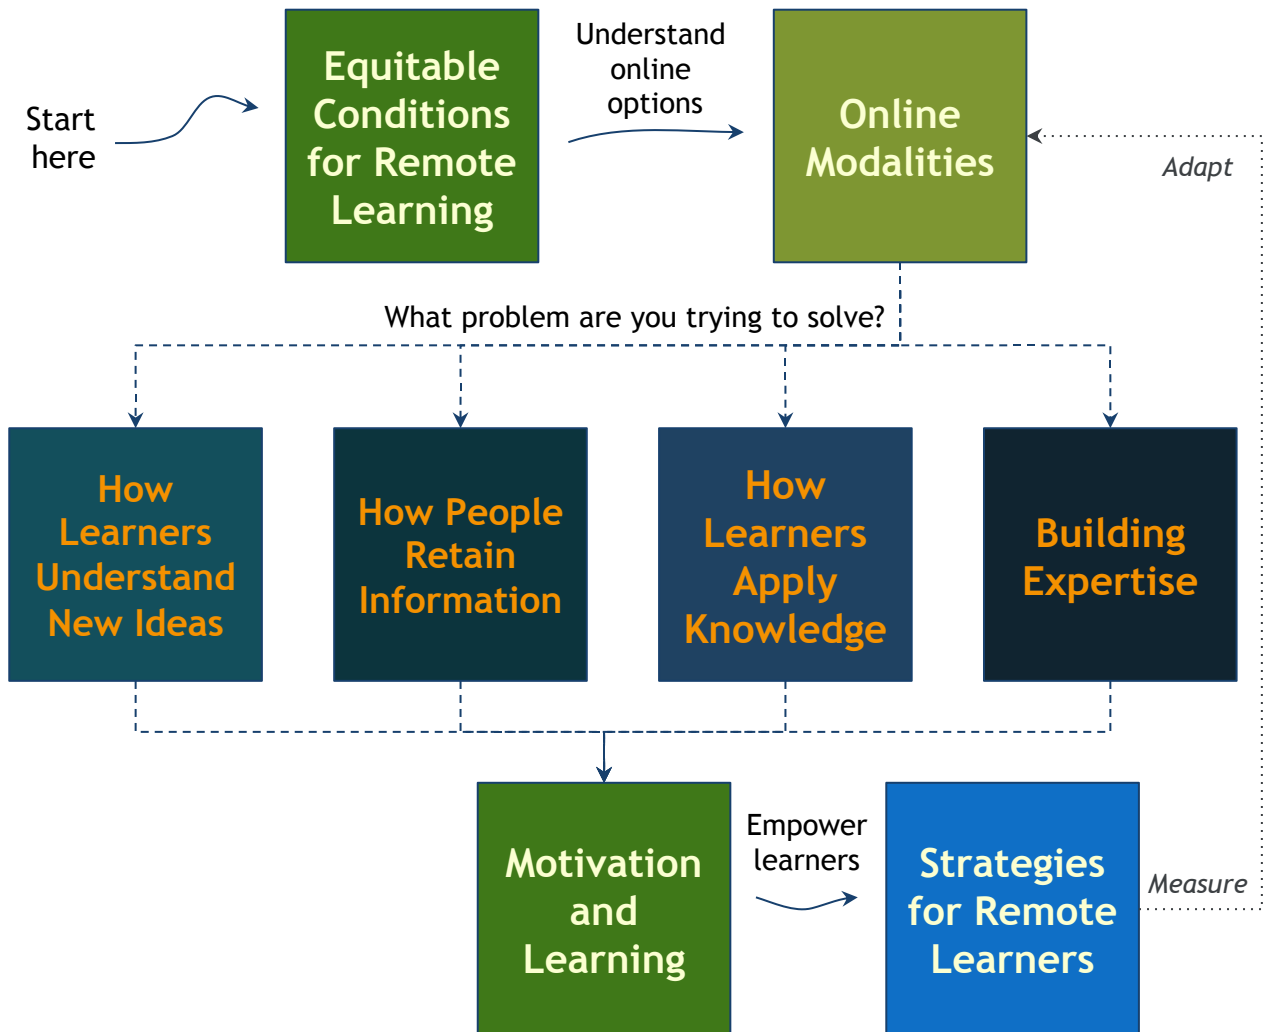 Start
here
Equitable
Conditions
for Remote
Learning
Understand
online
options
Online
Modalities
Adapt
What problem are you trying to solve?
How
Learners
Understand
New Ideas
How People
Retain
Information
How
Learners
Apply
Knowledge
Building
Expertise
Motivation
and
Learning
Empower
learners
Strategies
for Remote
Learners
Measure